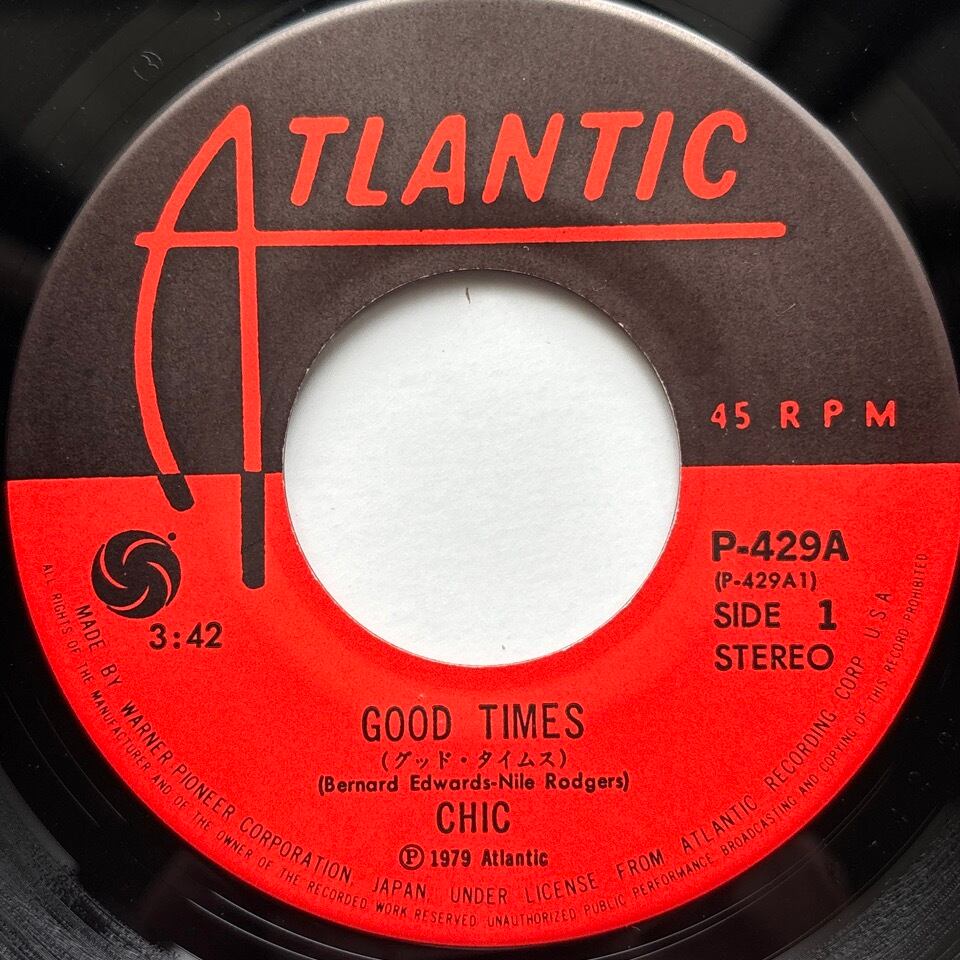 ATLANTIC
45 RPM
P-429A
(P-429A1)
SIDE 1
STEREO
3:42
GOOD TIMES
(グッド・タイムス)
(Bernard Edwards-Nile Rodgers)
CHIC
Ⓟ 1979 Atlantic
MADE BY WARNER-PIONEER CORPORATION, JAPAN, UNDER LICENSE FROM ATLANTIC RECORDING CORP. U.S.A.
ALL RIGHTS OF THE MANUFACTURER AND OF THE OWNER OF THE RECORDED WORK RESERVED. UNAUTHORIZED PUBLIC PERFORMANCE BROADCASTING AND COPYING OF THIS RECORD PROHIBITED